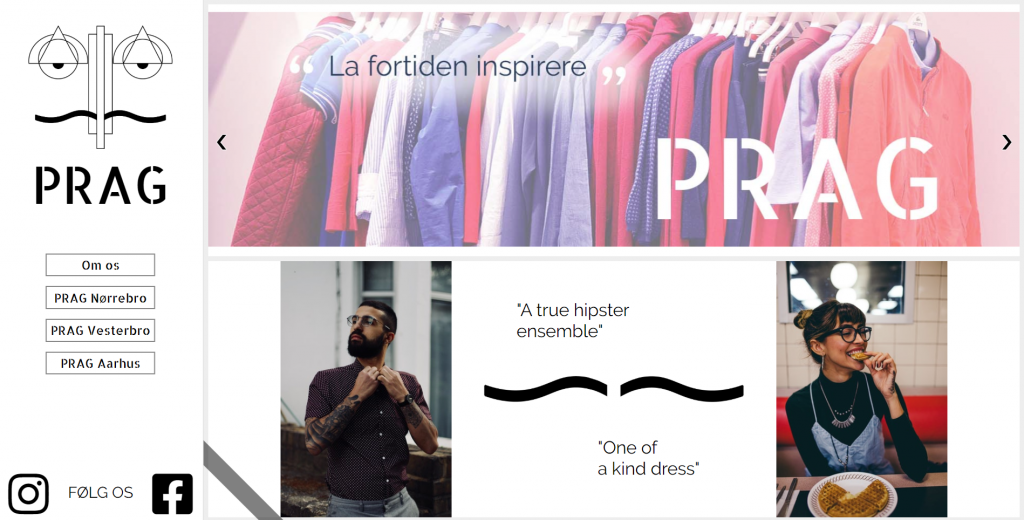 PRAG
Om os
PRAG Nørrebro
PRAG Vesterbro
PRAG Aarhus
FØLG OS
“ La fortiden inspirere ”
PRAG
"A true hipster
ensemble"
"One of
a kind dress"